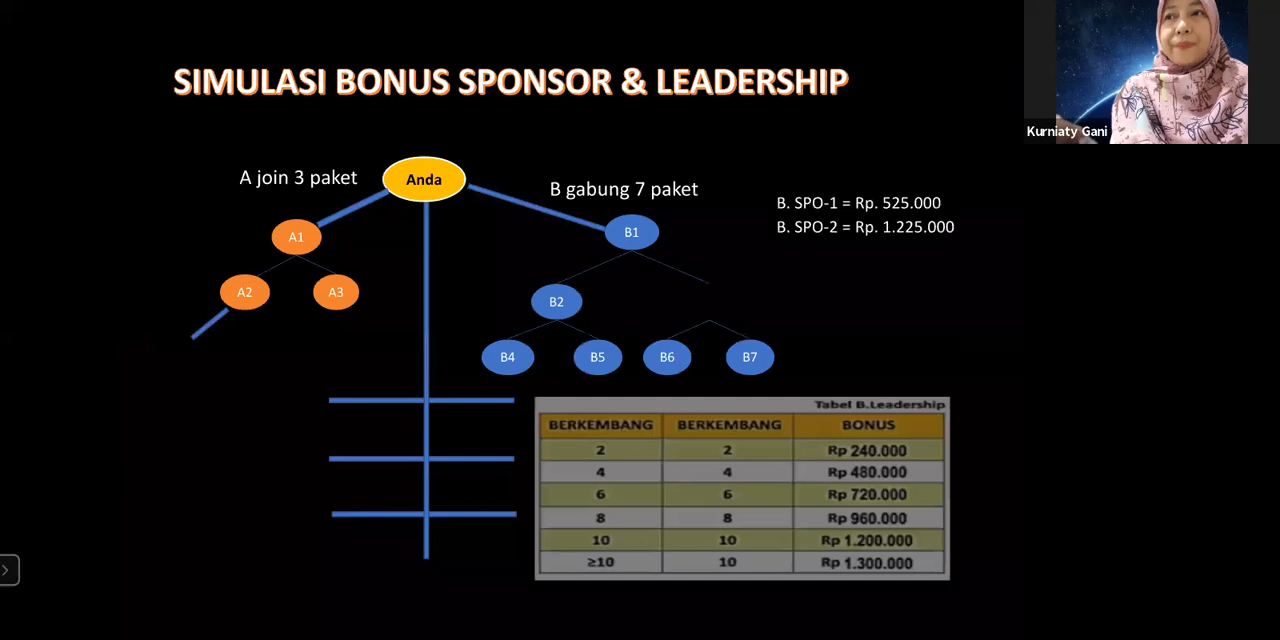 SIMULASI BONUS SPONSOR & LEADERSHIP
Kurniaty Gani
A join 3 paket
Anda
B gabung 7 paket
B. SPO-1 = Rp. 525.000
B. SPO-2 = Rp. 1.225.000
A1
B1
A2
A3
B2
B4
B5
B6
B7
Tabel B.Leadership
BERKEMBANG BERKEMBANG BONUS
2 2 Rp 240.000
4 4 Rp 480.000
6 6 Rp 720.000
8 8 Rp 960.000
10 10 Rp 1.200.000
≥10 10 Rp 1.300.000